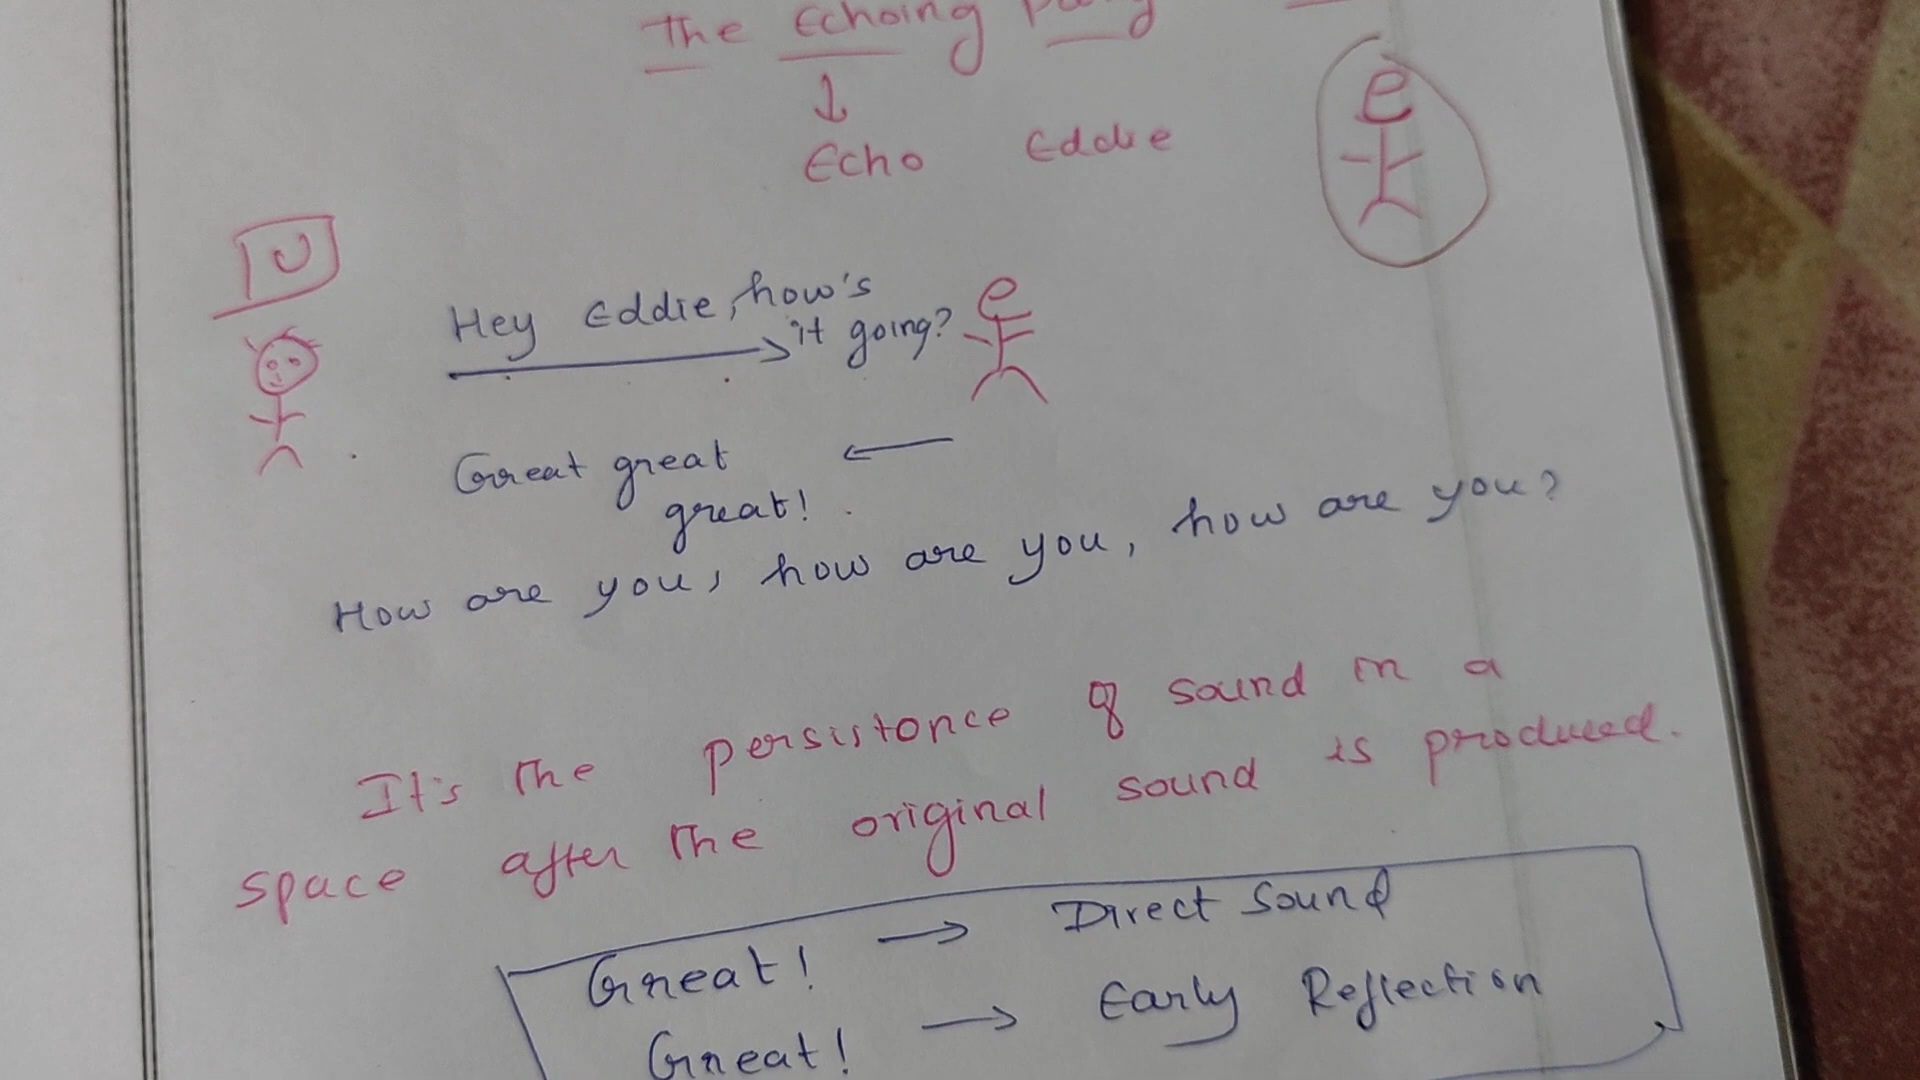 The Echoing
Echo Eddie
e
U
Hey Eddie, how's
it going?
e
Great great
great!
How are you, how are you, how are you?
It's the persistonce of sound in a
space after the original sound is produced.
Great! → Direct Sound
Great! → Early Reflection